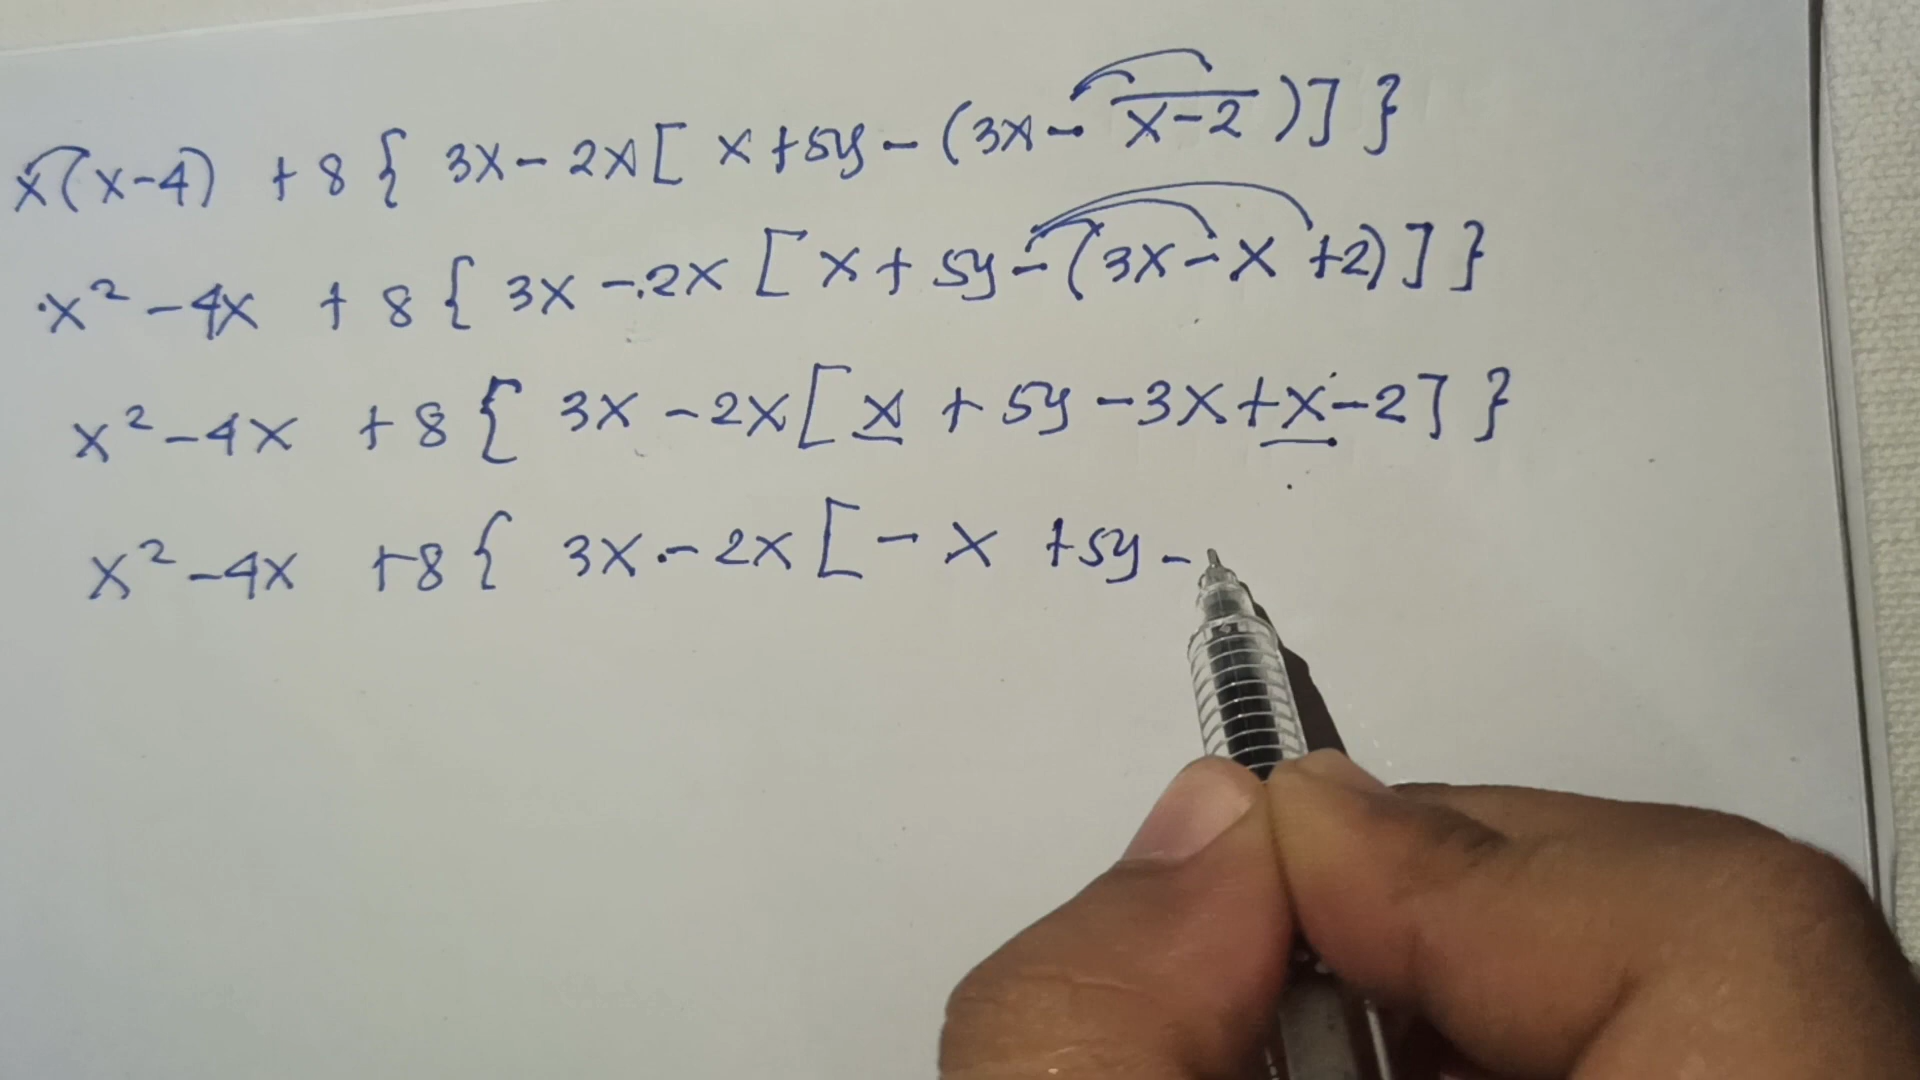 x(x-4) + 8 { 3x - 2x [ x + 5y - (3x - x̅-̅2̅ )] }
x² - 4x + 8 { 3x - 2x [ x + 5y - (3x - x + 2)] }
x² - 4x + 8 { 3x - 2x [ x + 5y - 3x + x - 2 ] }
x² - 4x + 8 { 3x - 2x [ - x + 5y -